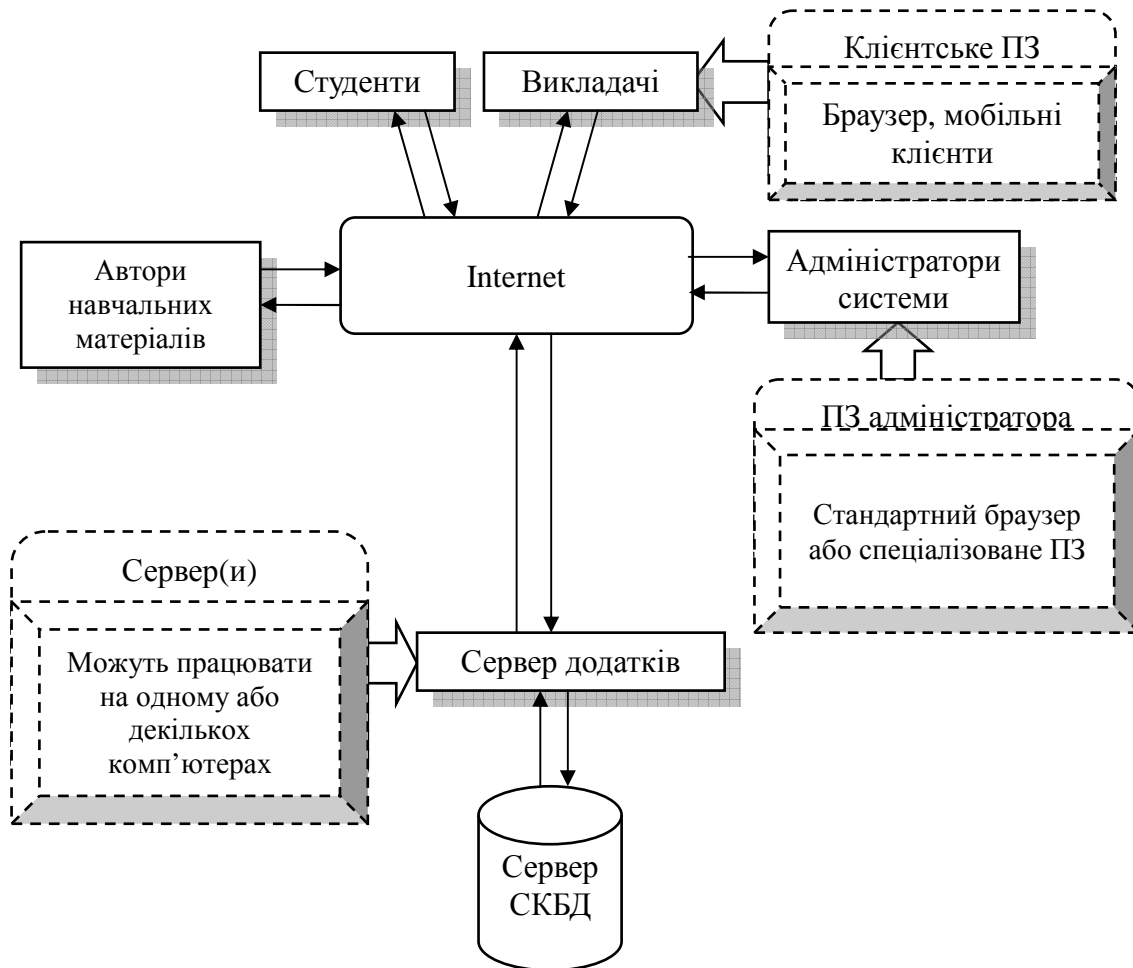 Студенти
Викладачі
Клієнтське ПЗ
Браузер, мобільні
клієнти
Автори
навчальних
матеріалів
Internet
Адміністратори
системи
ПЗ адміністратора
Стандартний браузер
або спеціалізоване ПЗ
Сервер(и)
Можуть працювати
на одному або
декількох
комп’ютерах
Сервер додатків
Сервер
СКБД